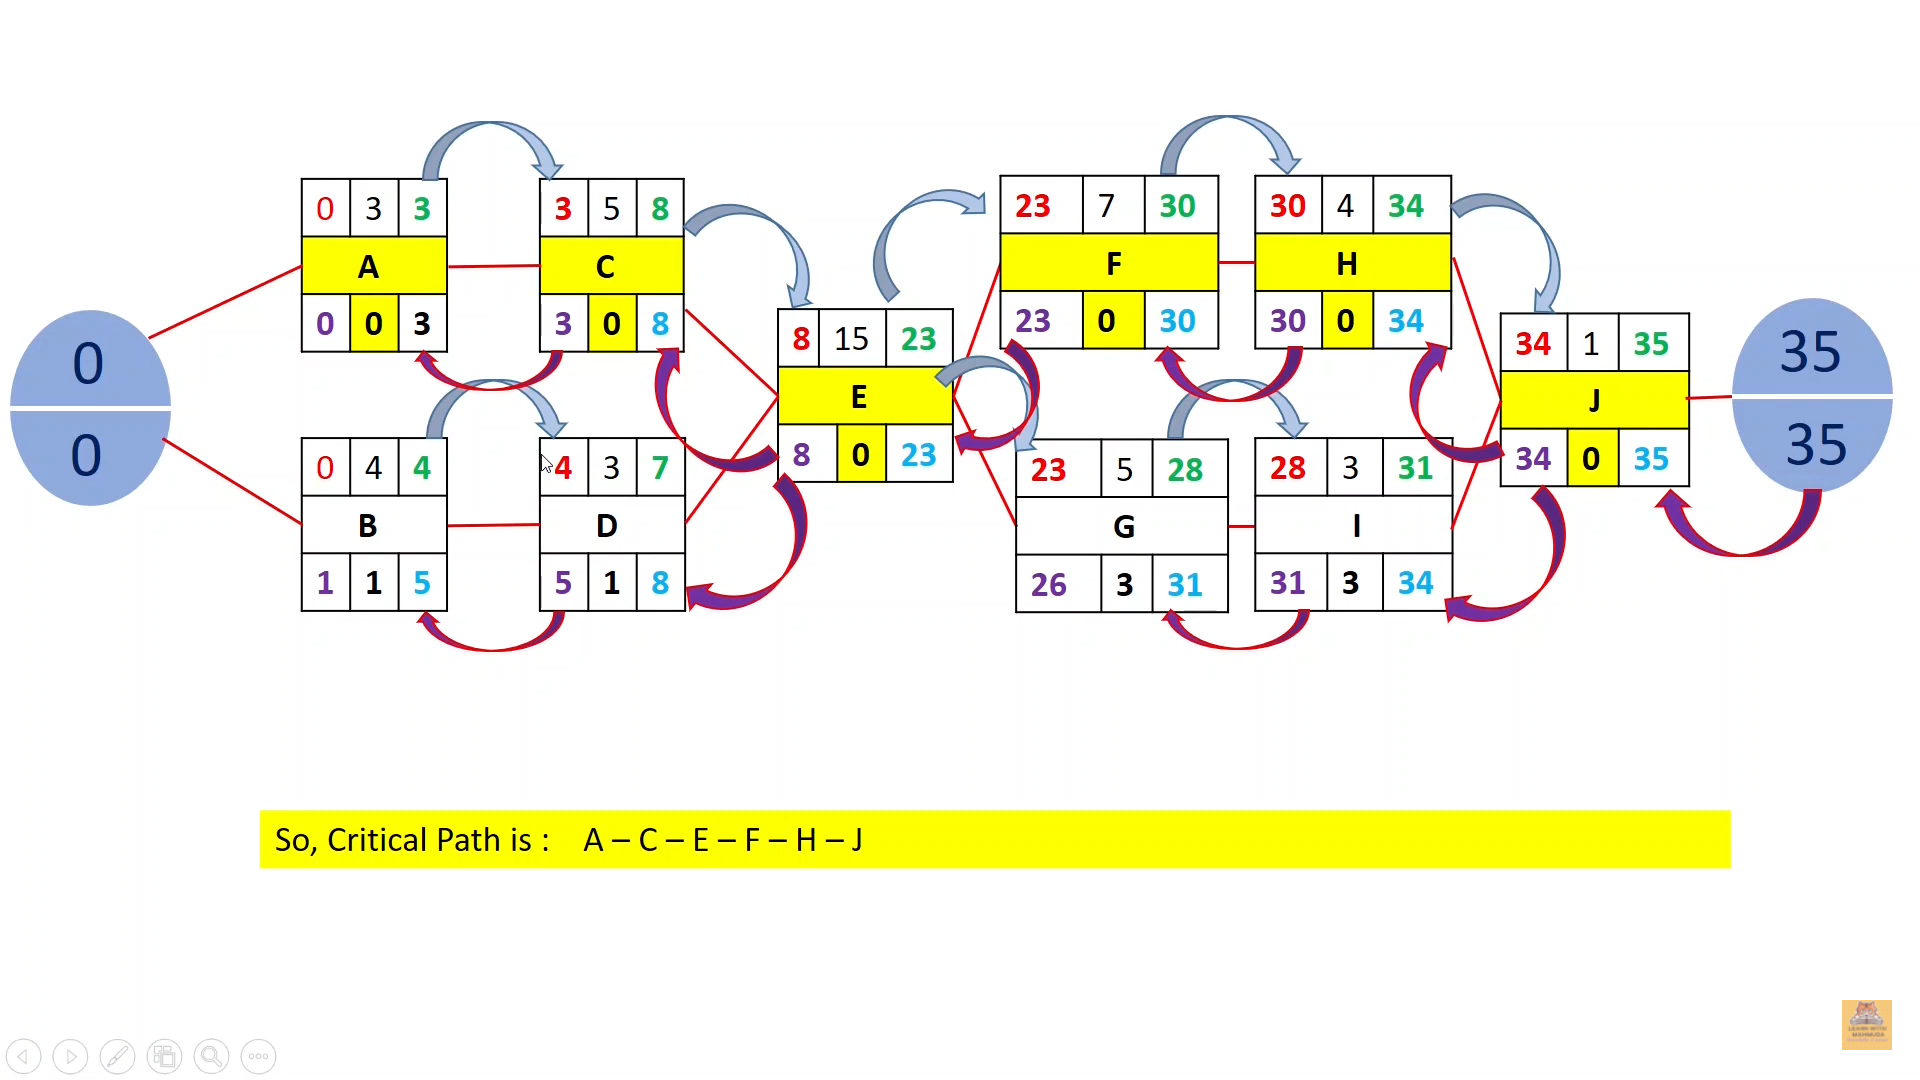 0
0
0 3 3
A
0 0 3
3 5 8
C
3 0 8
0 4 4
B
1 1 5
4 3 7
D
5 1 8
8 15 23
E
8 0 23
23 7 30
F
23 0 30
30 4 34
H
30 0 34
23 5 28
G
26 3 31
28 3 31
I
31 3 34
34 1 35
J
34 0 35
35
35
So, Critical Path is : A – C – E – F – H – J
LEARN WITH
MAHMUDA